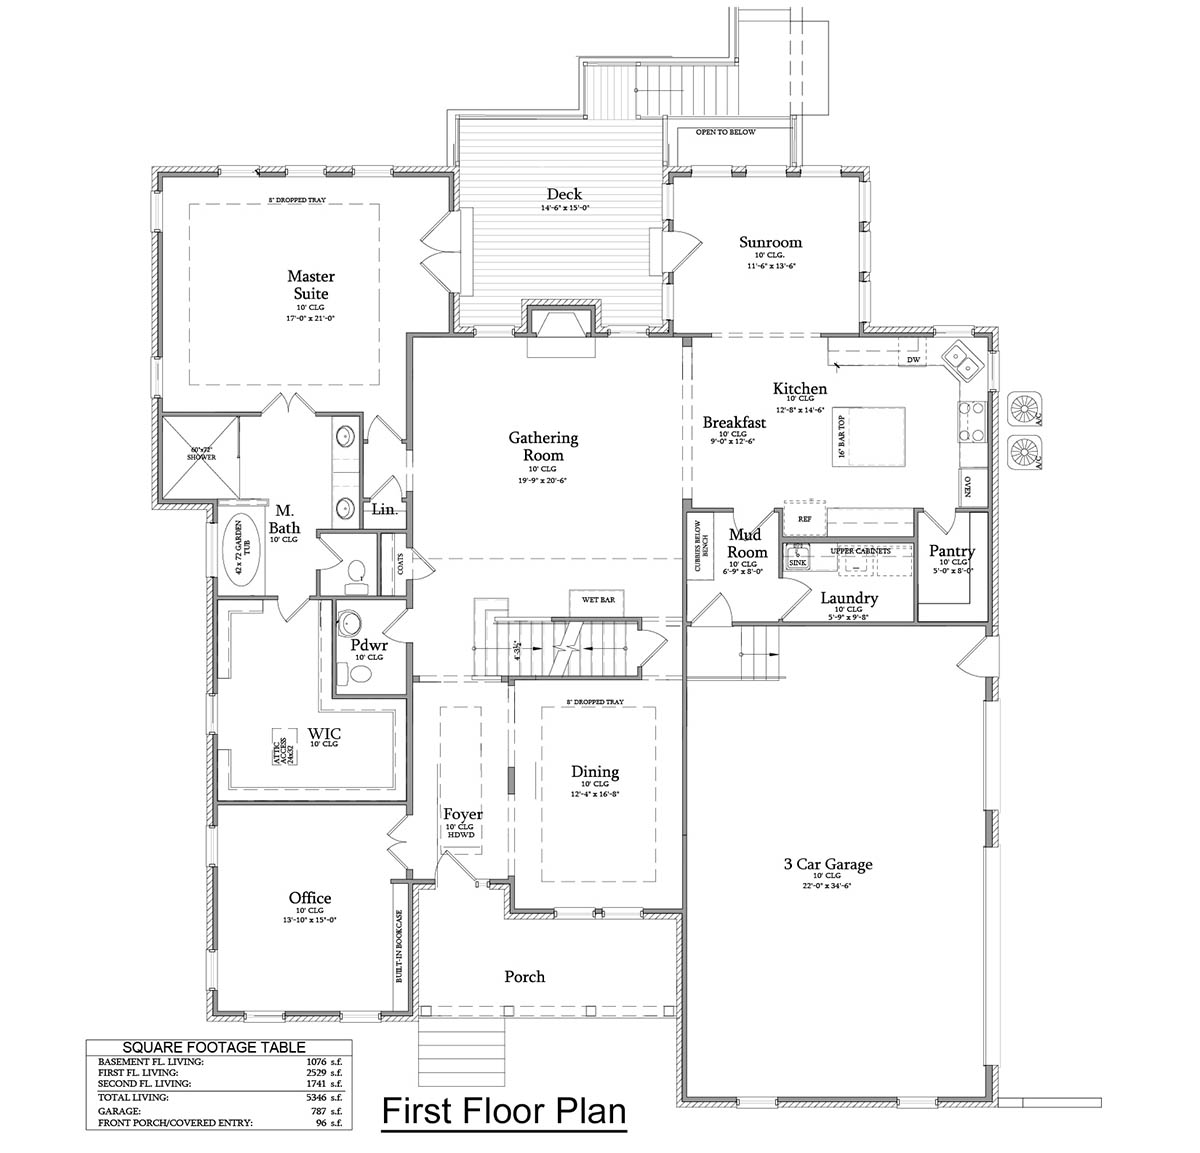 OPEN TO BELOW
Deck
14'-6" x 15'-0"
8" DROPPED TRAY
Sunroom
10' CLG.
11'-6" x 13'-6"
Master
Suite
10' CLG
17'-0" x 21'-0"
DW
Kitchen
10' CLG
12'-8" x 14'-6"
A/C
A/C
Breakfast
10' CLG
9'-0" x 12'-6"
16" BAR TOP
Gathering
Room
10' CLG
19'-9" x 20'-6"
60"x72"
SHOWER
OVEN
Lin.
M.
Bath
10' CLG
42 x 72 GARDEN
TUB
COATS
REF
CUBBIES BELOW
BENCH
Mud
Room
10' CLG
6'-9" x 8'-0"
SINK
UPPER CABINETS
Pantry
10' CLG
5'-0" x 8'-0"
Laundry
10' CLG
5'-9" x 9'-8"
WET BAR
4'-3½"
Pdwr
10' CLG
8" DROPPED TRAY
WIC
10' CLG
ATTIC
ACCESS
24x32
Dining
10' CLG
12'-4" x 16'-8"
Foyer
10' CLG
HDWD
3 Car Garage
10' CLG
22'-0" x 34'-6"
Office
10' CLG
13'-10" x 15'-0"
BUILT-IN BOOKCASE
Porch
SQUARE FOOTAGE TABLE
BASEMENT FL. LIVING: 1076 s.f.
FIRST FL. LIVING: 2529 s.f.
SECOND FL. LIVING: 1741 s.f.
TOTAL LIVING: 5346 s.f.
GARAGE: 787 s.f.
FRONT PORCH/COVERED ENTRY: 96 s.f.
First Floor Plan